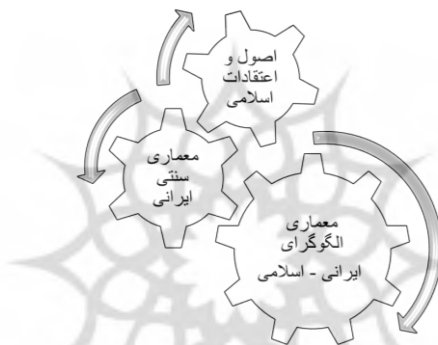 اصول و
اعتقادات
اسلامی
معماری
سنتی
ایرانی
معماری
الگوگرای
ایرانی - اسلامی